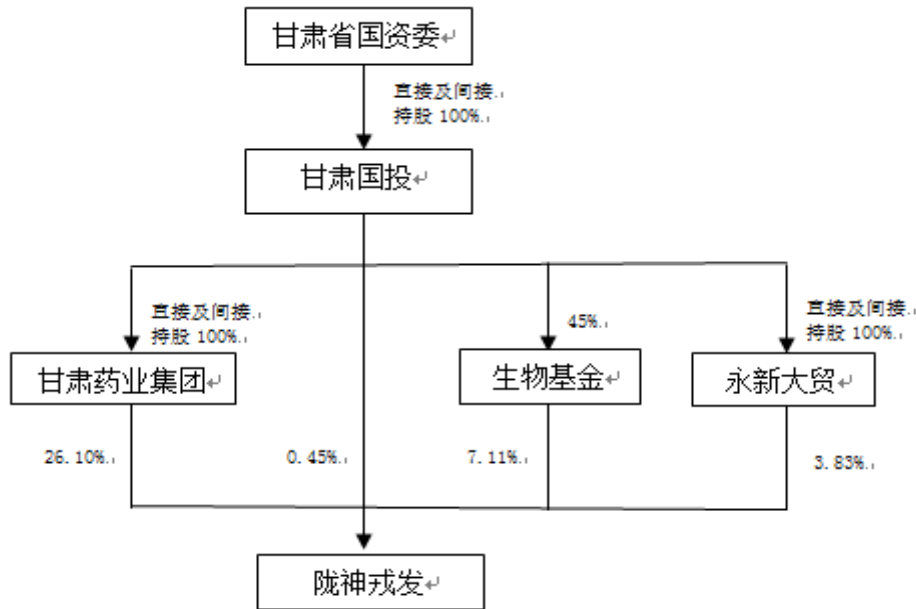 甘肃省国资委
直接及间接
持股 100%
甘肃国投
直接及间接
持股 100%
45%
直接及间接
持股 100%
甘肃药业集团
生物基金
永新大贸
26.10%
0.45%
7.11%
3.83%
陇神戎发